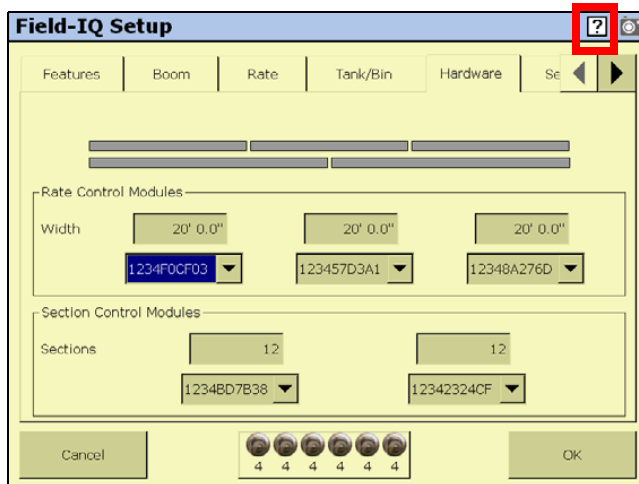 Field-IQ Setup ?
Features Boom Rate Tank/Bin Hardware Se
Rate Control Modules
Width 20' 0.0" 20' 0.0" 20' 0.0"
1234F0CF03 123457D3A1 12348A276D
Section Control Modules
Sections 12 12
1234BD7B38 12342324CF
Cancel 4 4 4 4 4 4 OK